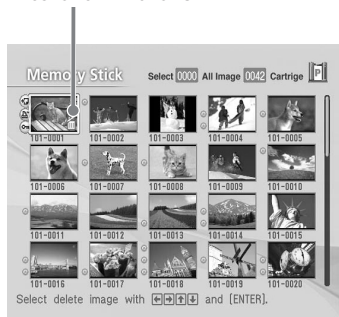 Memory Stick Select 0000 All Image 0042 Cartrige P
101-0001 101-0002 101-0003 101-0004 101-0005
101-0006 101-0007 101-0008 101-0009 101-0010
101-0011 101-0012 101-0013 101-0014 101-0015
101-0016 101-0017 101-0018 101-0019 101-0020
Select delete image with ←→↑↓ and [ENTER].